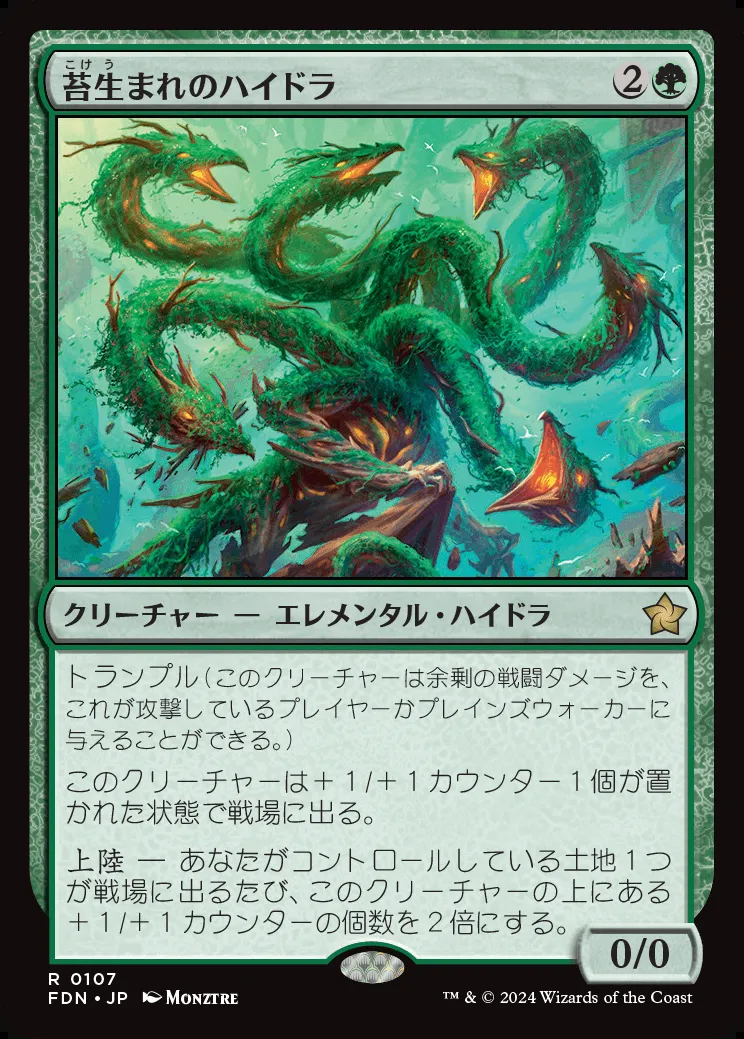 こけ う
苔生まれのハイドラ 2
クリーチャー — エレメンタル・ハイドラ
トランプル（このクリーチャーは余剰の戦闘ダメージを、
これが攻撃しているプレイヤーかプレインズウォーカーに
与えることができる。）
このクリーチャーは＋１/＋１カウンター１個が置
かれた状態で戦場に出る。
上陸 — あなたがコントロールしている土地１つ
が戦場に出るたび、このクリーチャーの上にある
＋１/＋１カウンターの個数を２倍にする。
0/0
R 0107
FDN • JP MONZTRE
™ & © 2024 Wizards of the Coast